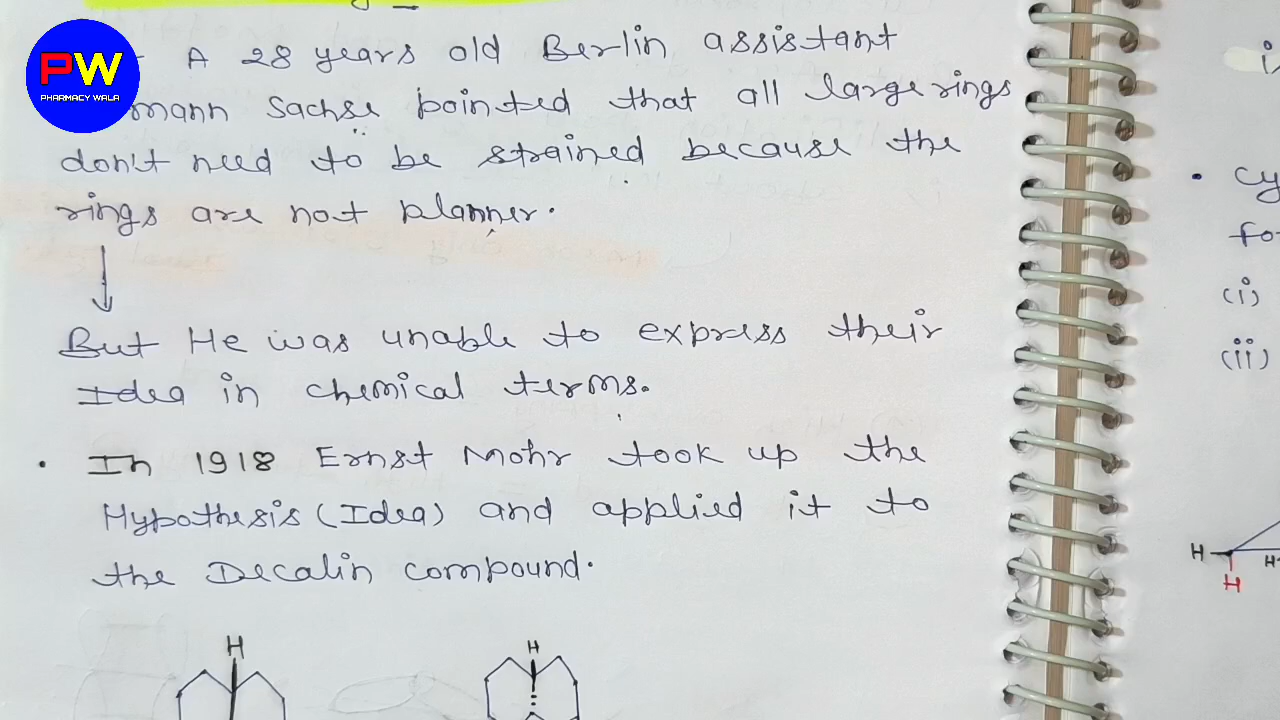 PW
PHARMACY WALA
A 28 years old Berlin assistant
mann Sachse pointed that all large rings
don't need to be strained because the
rings are not planner.
But He was unable to express their
Idea in chemical terms.
• In 1918 Ernst Mohr took up the
Hypothesis (Idea) and applied it to
the Decalin compound.
H
H
• Cy
fo
(i)
(ii)
H
H
H